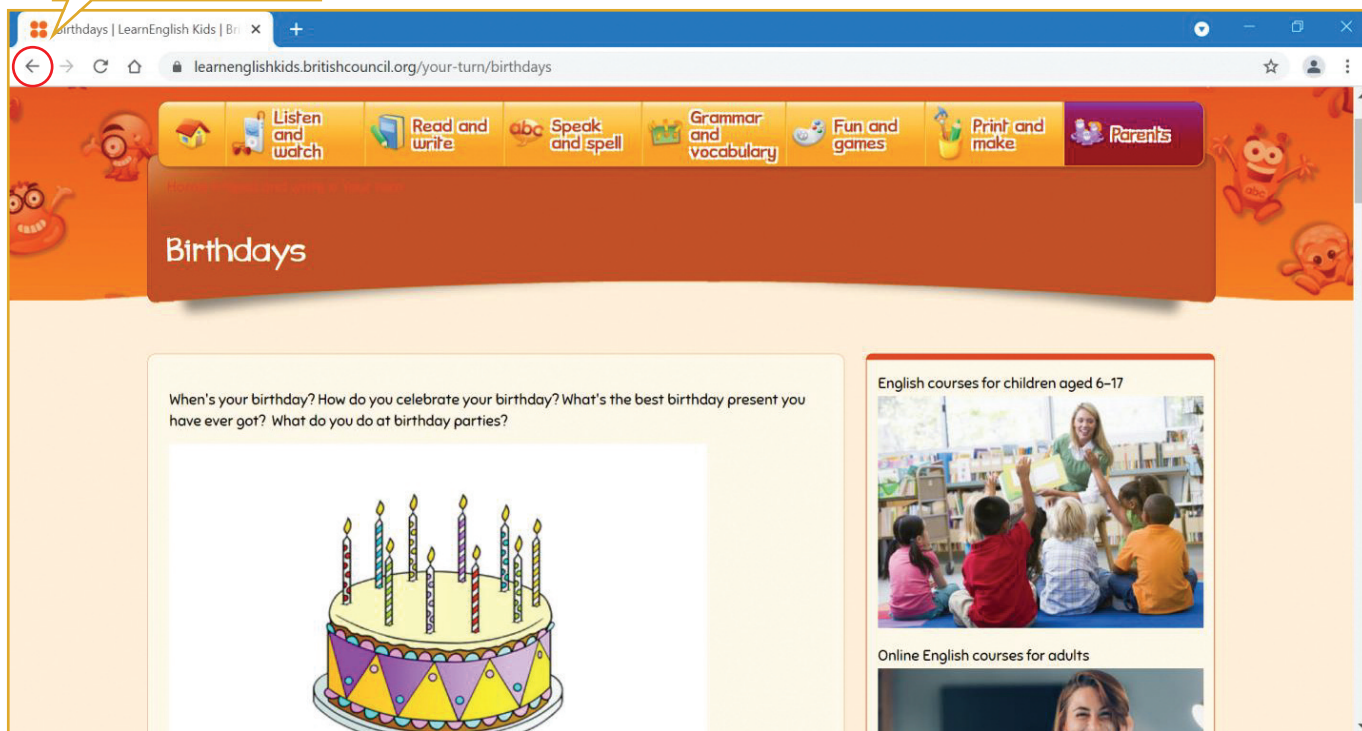 Birthdays | LearnEnglish Kids | Bri
learnenglishkids.britishcouncil.org/your-turn/birthdays
Listen
and
watch
Read and
write
abc
Speak
and spell
Grammar
and
vocabulary
Fun and
games
Print and
make
Parents
abc
Birthdays
When's your birthday? How do you celebrate your birthday? What's the best birthday present you
have ever got? What do you do at birthday parties?
English courses for children aged 6–17
Online English courses for adults